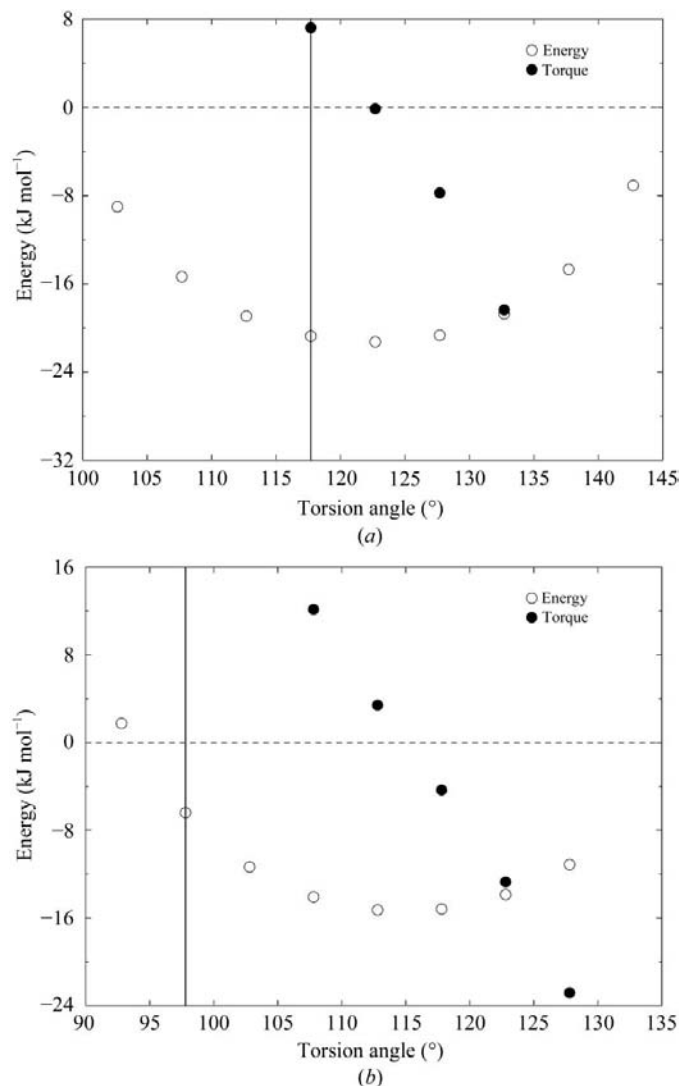 8
0
−8
−16
−24
−32
Energy (kJ mol⁻¹)
Energy
Torque
100 105 110 115 120 125 130 135 140 145
Torsion angle (°)
(a)
16
8
0
−8
−16
−24
Energy (kJ mol⁻¹)
Energy
Torque
90 95 100 105 110 115 120 125 130 135
Torsion angle (°)
(b)